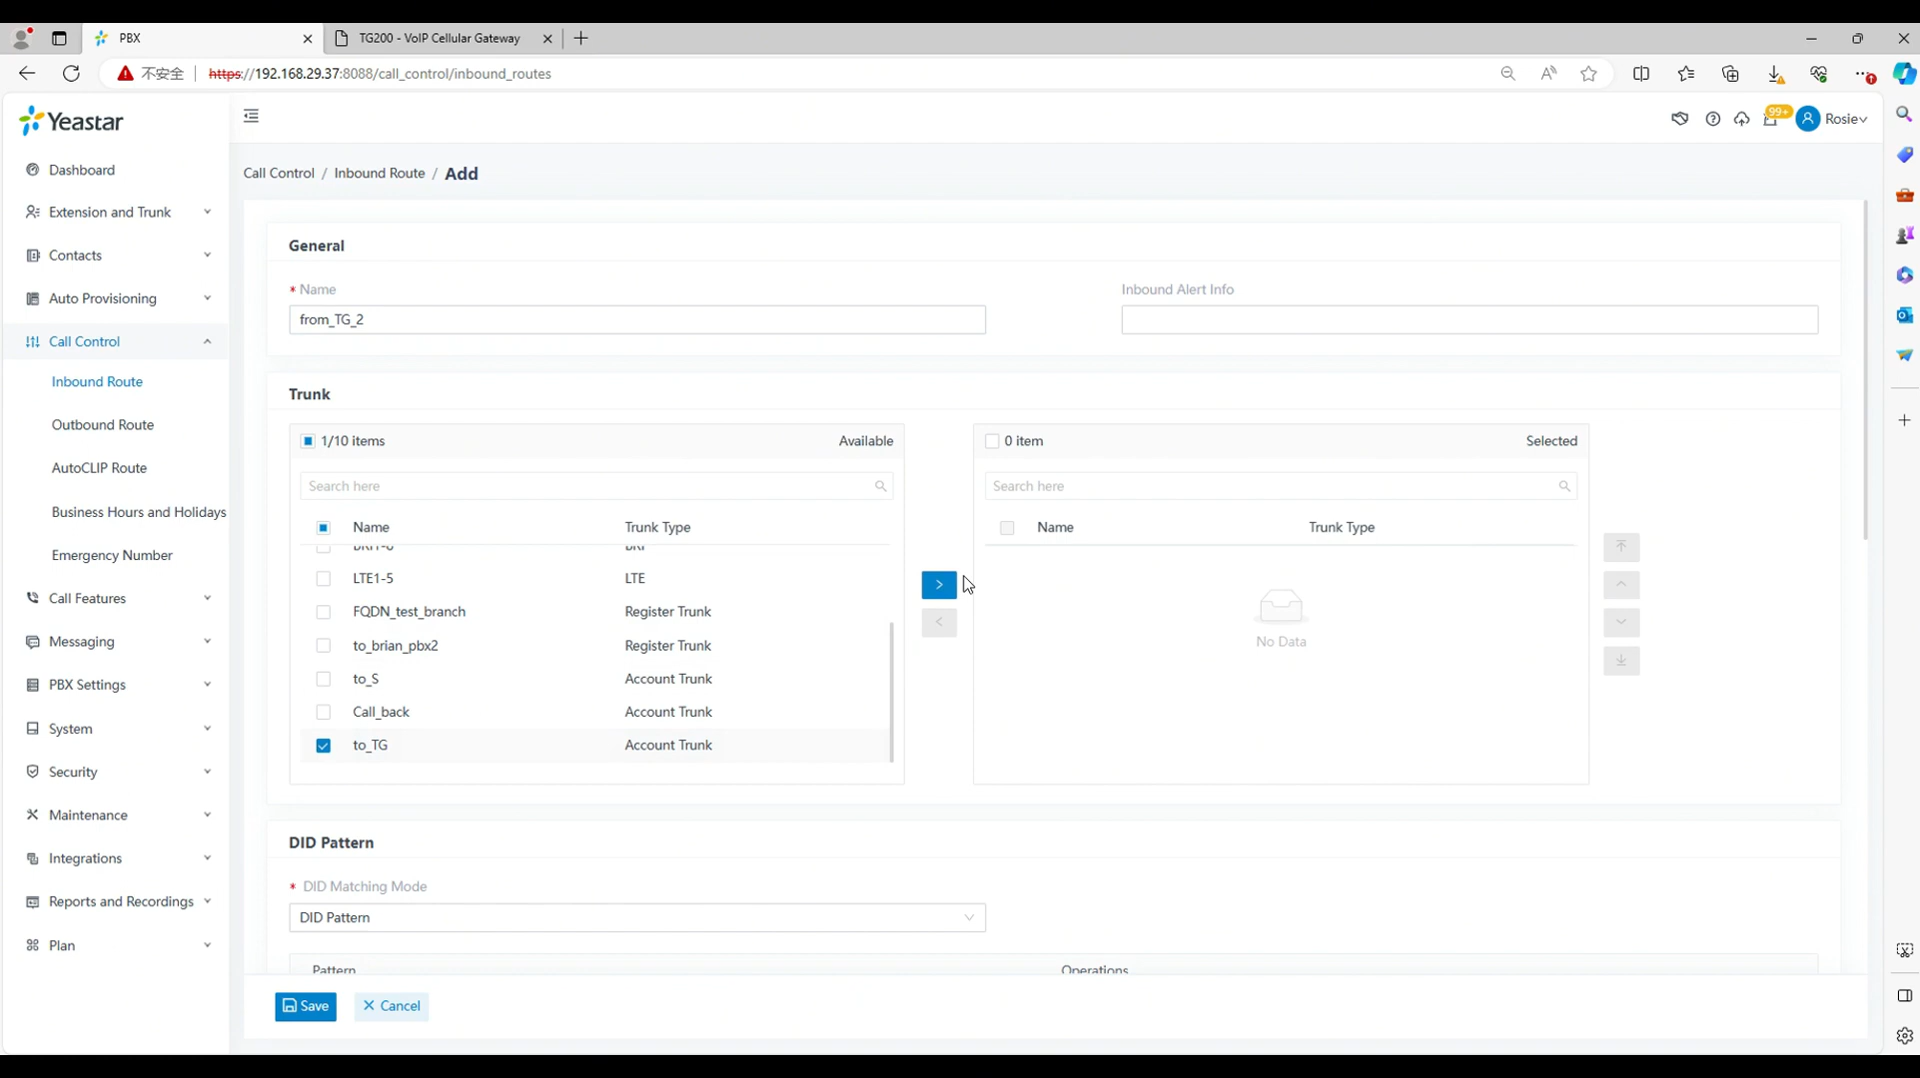 PBX
TG200 - VoIP Cellular Gateway
不安全
https://192.168.29.37:8088/call_control/inbound_routes
Yeastar
99+
Rosie
Dashboard
Extension and Trunk
Contacts
Auto Provisioning
Call Control
Inbound Route
Outbound Route
AutoCLIP Route
Business Hours and Holidays
Emergency Number
Call Features
Messaging
PBX Settings
System
Security
Maintenance
Integrations
Reports and Recordings
Plan
Call Control / Inbound Route / Add
General
* Name
from_TG_2
Inbound Alert Info
Trunk
1/10 items Available
Search here
Name Trunk Type
BRI1-6 BRI
LTE1-5 LTE
FQDN_test_branch Register Trunk
to_brian_pbx2 Register Trunk
to_S Account Trunk
Call_back Account Trunk
to_TG Account Trunk
0 item Selected
Search here
Name Trunk Type
No Data
DID Pattern
* DID Matching Mode
DID Pattern
Pattern Operations
Save
Cancel